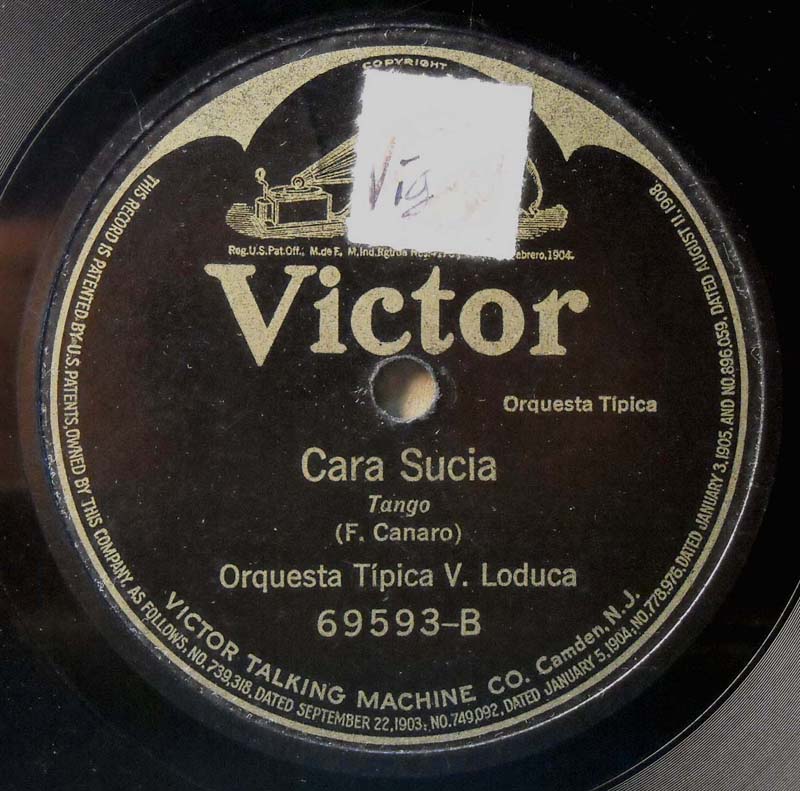 COPYRIGHT
Vig
Reg.U.S.Pat.Off.; M.de F. M.Ind.Rgtrda
ebrero,1904.
Victor
Orquesta Típica
Cara Sucia
Tango
(F. Canaro)
Orquesta Típica V. Loduca
69593-B
VICTOR TALKING MACHINE CO. Camden, N.J.
THIS RECORD IS PATENTED BY U.S. PATENTS, OWNED BY THIS COMPANY, AS FOLLOWS, NO. 739,318, DATED SEPTEMBER 22, 1903; NO. 749,092, DATED JANUARY 5, 1904; NO. 778,976, DATED JANUARY 3, 1905, AND NO. 896,059, DATED AUGUST 11, 1908